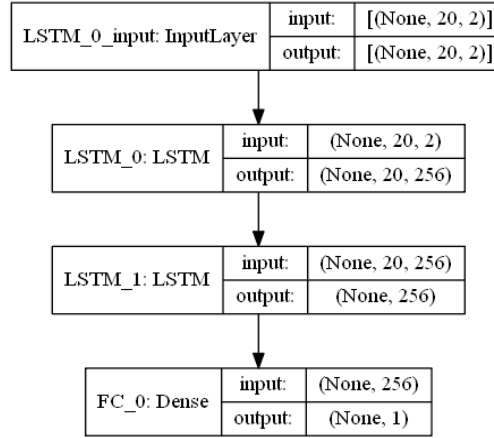 LSTM_0_input: InputLayer
input:
[(None, 20, 2)]
output:
[(None, 20, 2)]
LSTM_0: LSTM
input:
(None, 20, 2)
output:
(None, 20, 256)
LSTM_1: LSTM
input:
(None, 20, 256)
output:
(None, 256)
FC_0: Dense
input:
(None, 256)
output:
(None, 1)